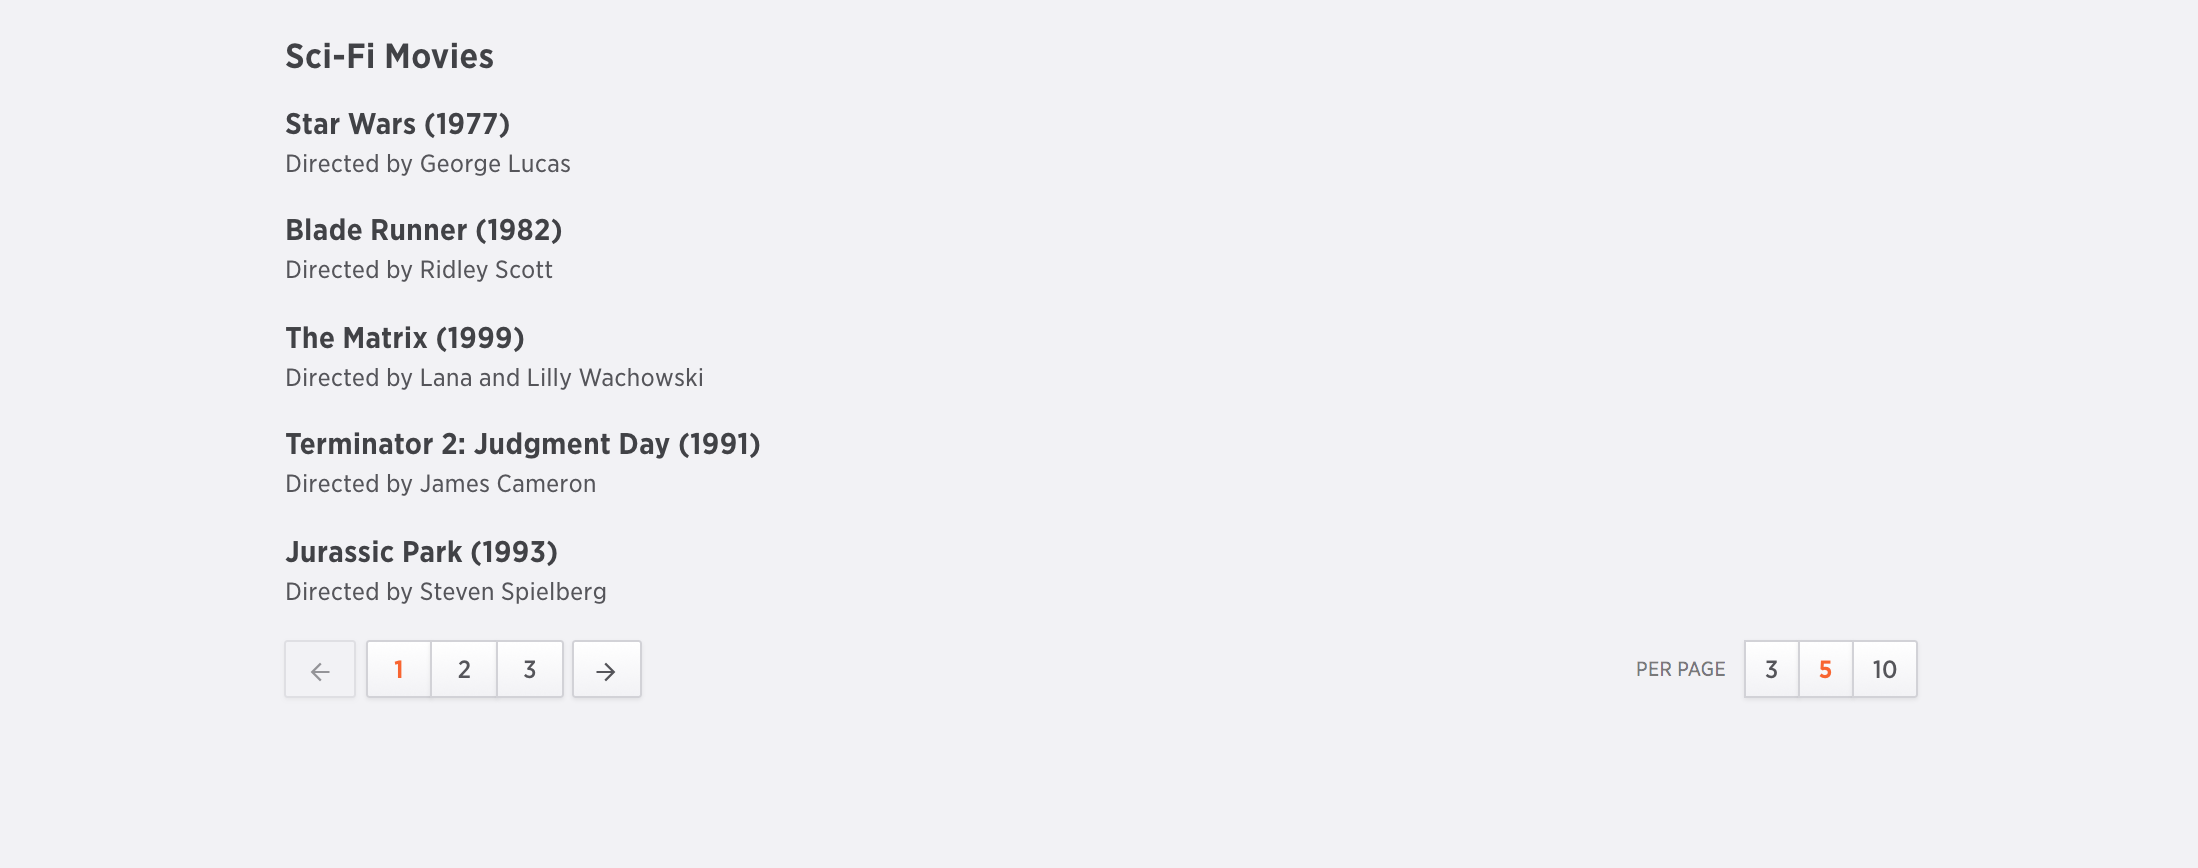 Sci-Fi Movies
Star Wars (1977)
Directed by George Lucas
Blade Runner (1982)
Directed by Ridley Scott
The Matrix (1999)
Directed by Lana and Lilly Wachowski
Terminator 2: Judgment Day (1991)
Directed by James Cameron
Jurassic Park (1993)
Directed by Steven Spielberg
← 1 2 3 → PER PAGE 3 5 10